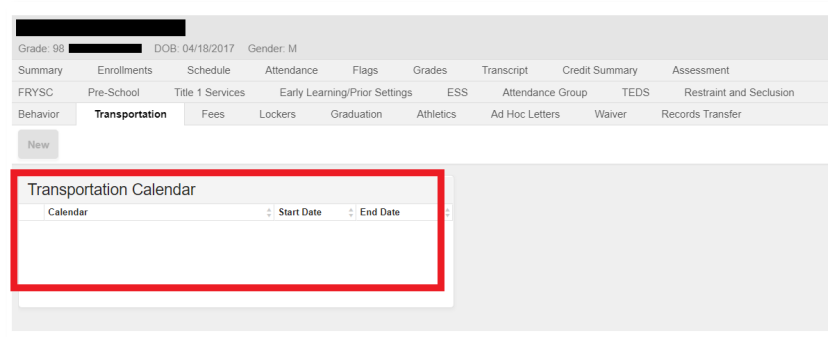 Grade: 98 DOB: 04/18/2017 Gender: M
Summary Enrollments Schedule Attendance Flags Grades Transcript Credit Summary Assessment
FRYSC Pre-School Title 1 Services Early Learning/Prior Settings ESS Attendance Group TEDS Restraint and Seclusion
Behavior Transportation Fees Lockers Graduation Athletics Ad Hoc Letters Waiver Records Transfer
New
Transportation Calendar
Calendar Start Date End Date